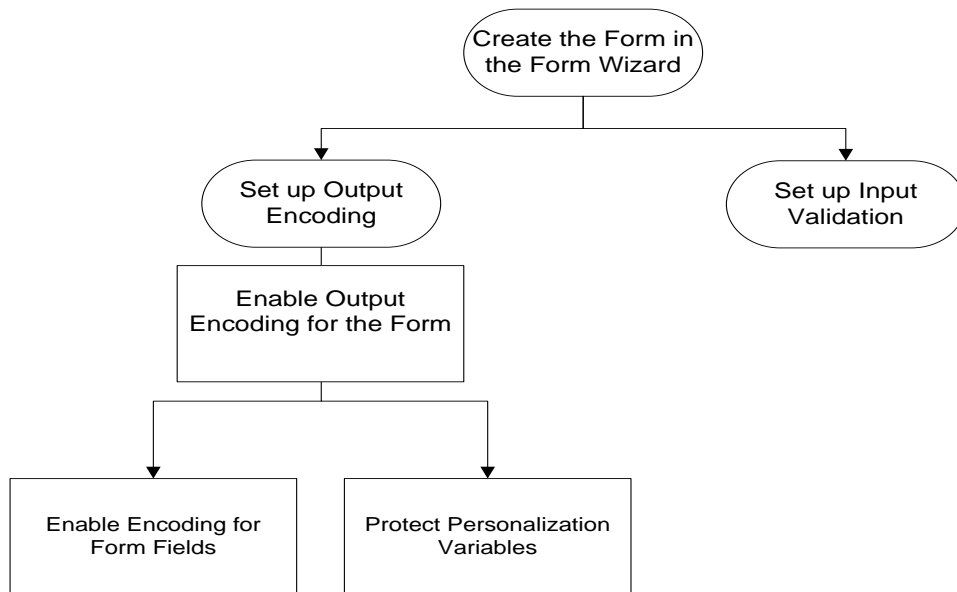 Create the Form in
the Form Wizard
Set up Output
Encoding
Set up Input
Validation
Enable Output
Encoding for the Form
Enable Encoding for
Form Fields
Protect Personalization
Variables